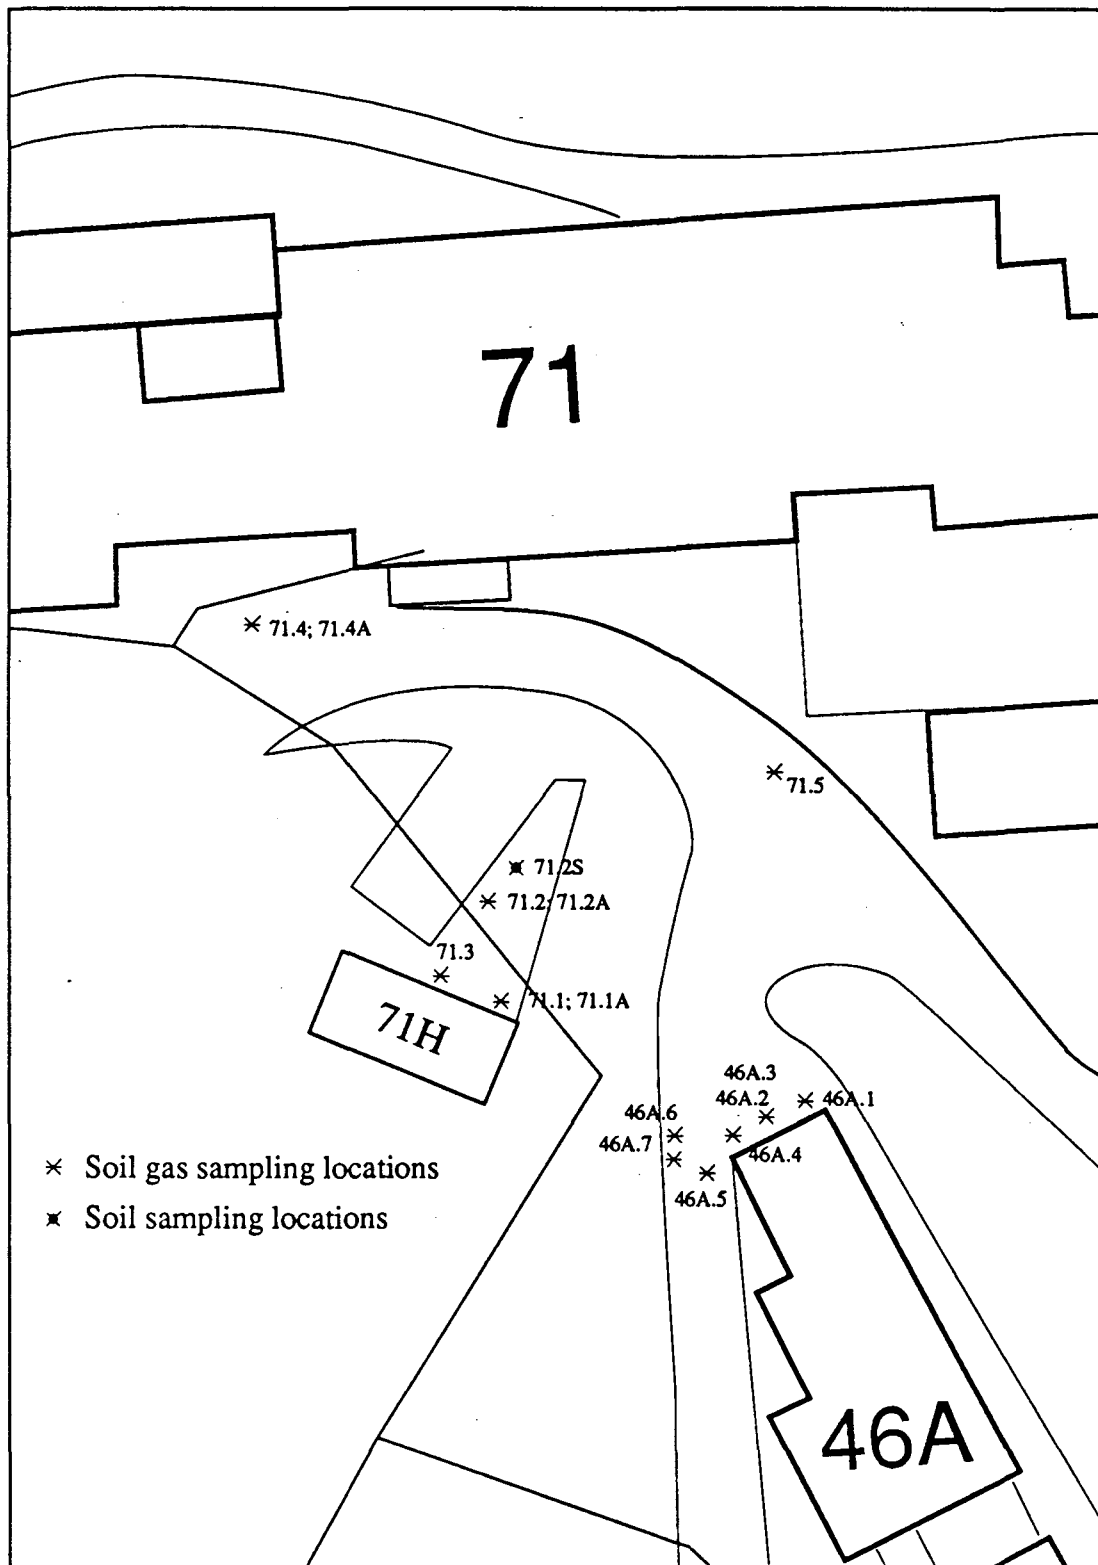 71
71.4; 71.4A
71.5
71.2S
71.2; 71.2A
71.3
71.1; 71.1A
71H
46A.3
46A.2
46A.1
46A.6
46A.7
46A.4
46A.5
Soil gas sampling locations
Soil sampling locations
46A